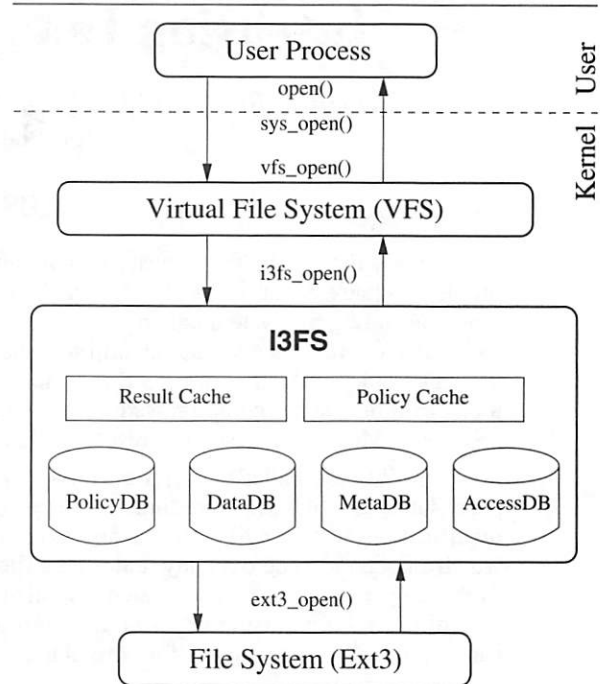 User Process
User
open()
sys_open()
Kernel
vfs_open()
Virtual File System (VFS)
i3fs_open()
I3FS
Result Cache
Policy Cache
PolicyDB
DataDB
MetaDB
AccessDB
ext3_open()
File System (Ext3)